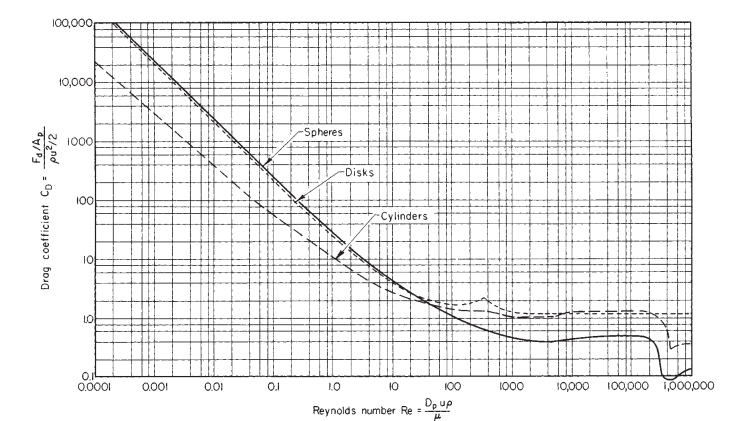 100,000
10,000
1000
100
10
1.0
0.1
Drag coefficient C_D = F_d/A_p / ρu²/2
Spheres
Disks
Cylinders
0.0001 0.001 0.01 0.1 1.0 10 100 1000 10,000 100,000 1,000,000
Reynolds number Re = D_p uρ / μ